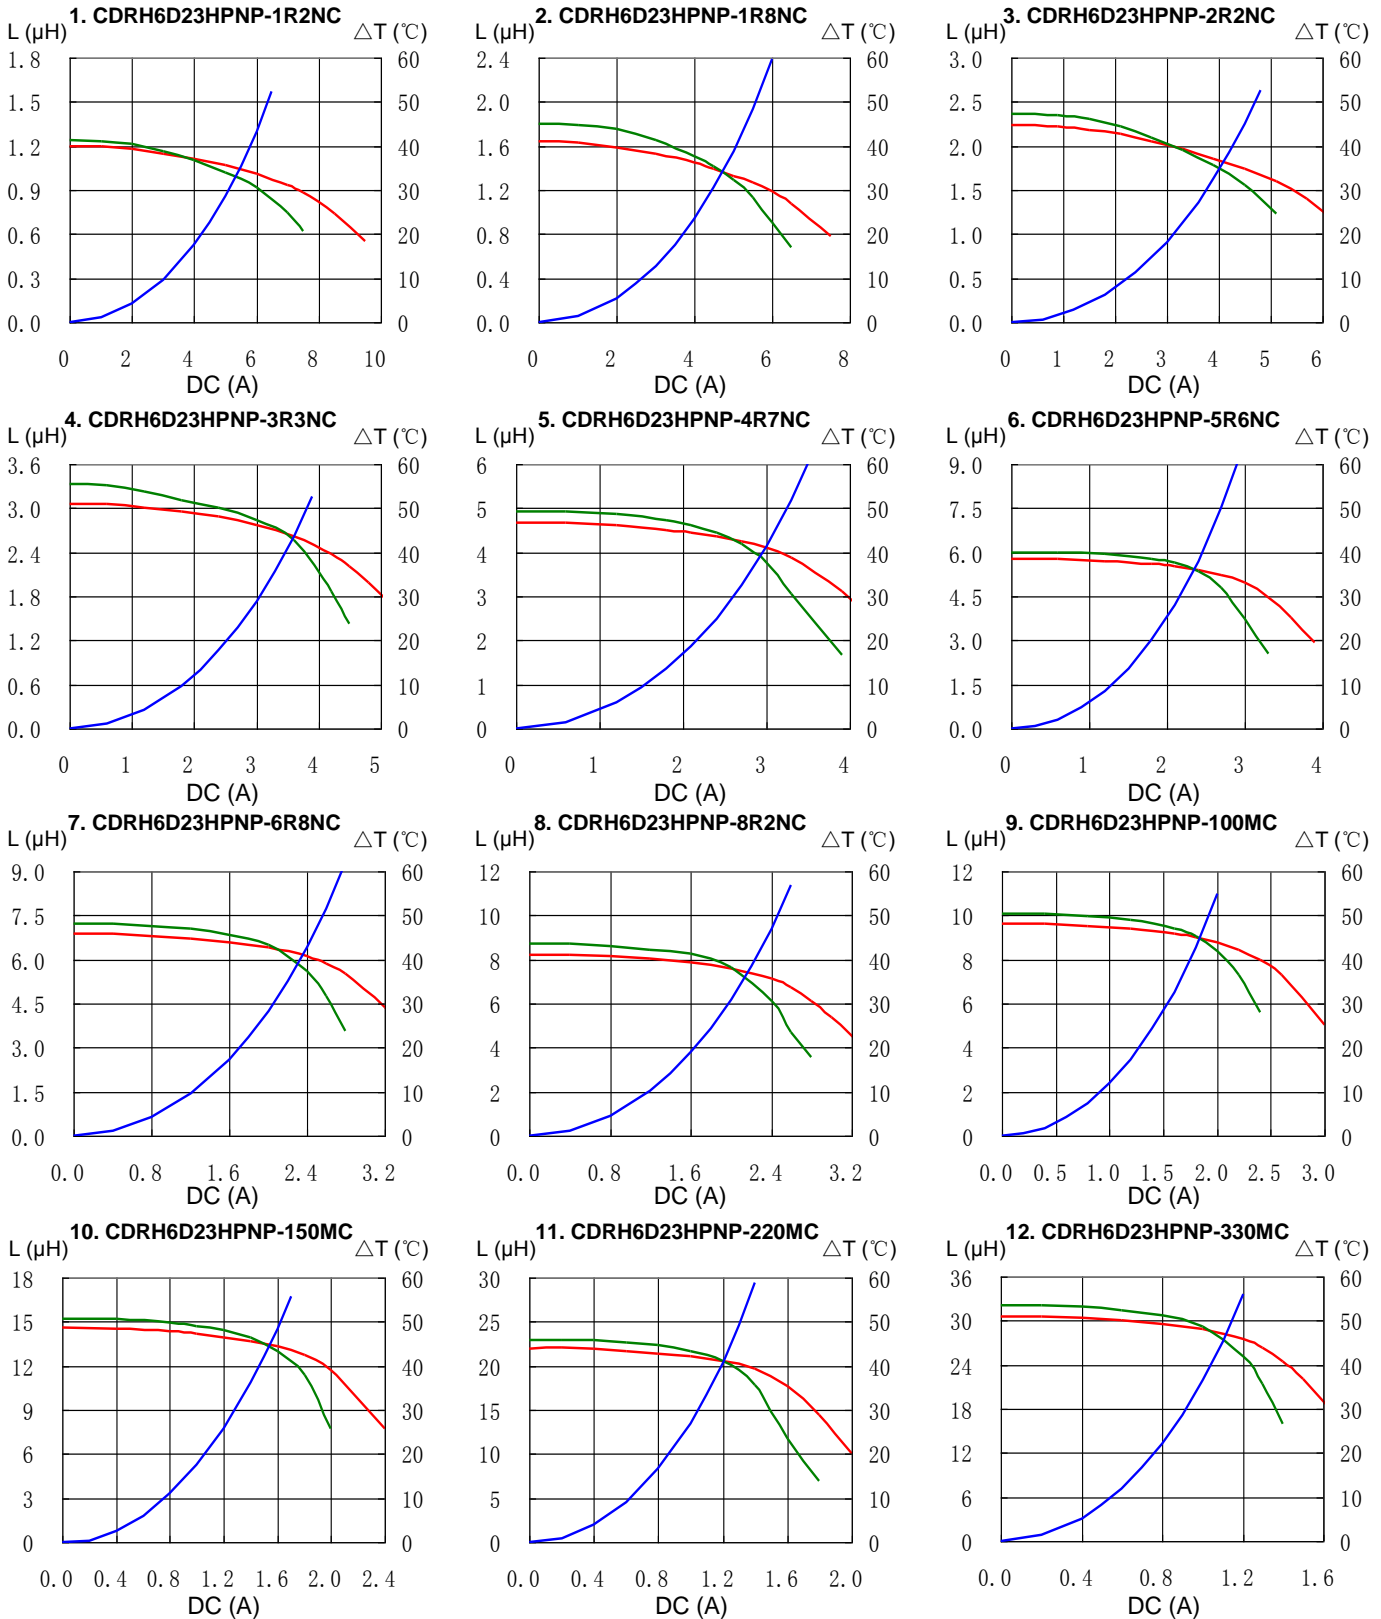 1. CDRH6D23HPNP-1R2NC
L (μH) △T (℃)
1.8 60
1.5 50
1.2 40
0.9 30
0.6 20
0.3 10
0.0 0
0 2 4 6 8 10
DC (A)
2. CDRH6D23HPNP-1R8NC
L (μH) △T (℃)
2.4 60
2.0 50
1.6 40
1.2 30
0.8 20
0.4 10
0.0 0
0 2 4 6 8
DC (A)
3. CDRH6D23HPNP-2R2NC
L (μH) △T (℃)
3.0 60
2.5 50
2.0 40
1.5 30
1.0 20
0.5 10
0.0 0
0 1 2 3 4 5 6
DC (A)
4. CDRH6D23HPNP-3R3NC
L (μH) △T (℃)
3.6 60
3.0 50
2.4 40
1.8 30
1.2 20
0.6 10
0.0 0
0 1 2 3 4 5
DC (A)
5. CDRH6D23HPNP-4R7NC
L (μH) △T (℃)
6 60
5 50
4 40
3 30
2 20
1 10
0 0
0 1 2 3 4
DC (A)
6. CDRH6D23HPNP-5R6NC
L (μH) △T (℃)
9.0 60
7.5 50
6.0 40
4.5 30
3.0 20
1.5 10
0.0 0
0 1 2 3 4
DC (A)
7. CDRH6D23HPNP-6R8NC
L (μH) △T (℃)
9.0 60
7.5 50
6.0 40
4.5 30
3.0 20
1.5 10
0.0 0
0.0 0.8 1.6 2.4 3.2
DC (A)
8. CDRH6D23HPNP-8R2NC
L (μH) △T (℃)
12 60
10 50
8 40
6 30
4 20
2 10
0 0
0.0 0.8 1.6 2.4 3.2
DC (A)
9. CDRH6D23HPNP-100MC
L (μH) △T (℃)
12 60
10 50
8 40
6 30
4 20
2 10
0 0
0.0 0.5 1.0 1.5 2.0 2.5 3.0
DC (A)
10. CDRH6D23HPNP-150MC
L (μH) △T (℃)
18 60
15 50
12 40
9 30
6 20
3 10
0 0
0.0 0.4 0.8 1.2 1.6 2.0 2.4
DC (A)
11. CDRH6D23HPNP-220MC
L (μH) △T (℃)
30 60
25 50
20 40
15 30
10 20
5 10
0 0
0.0 0.4 0.8 1.2 1.6 2.0
DC (A)
12. CDRH6D23HPNP-330MC
L (μH) △T (℃)
36 60
30 50
24 40
18 30
12 20
6 10
0 0
0.0 0.4 0.8 1.2 1.6
DC (A)